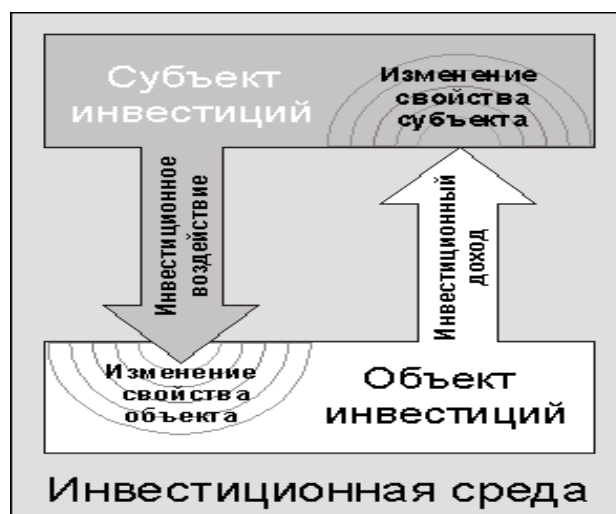 Субъект
инвестиций
Изменение
свойства
субъекта
Инвестиционное
воздействие
Инвестиционный
доход
Изменение
свойства
объекта
Объект
инвестиций
Инвестиционная среда